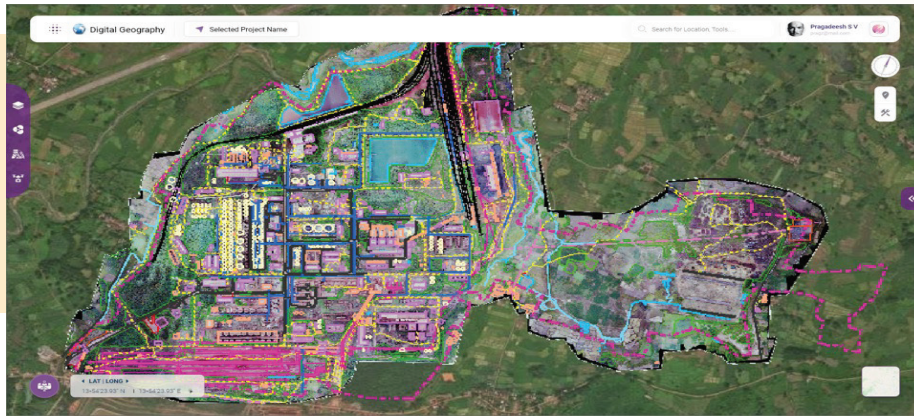 Digital Geography
Selected Project Name
Search for Location, Tools...
Pragadeesh S V
LAT | LONG